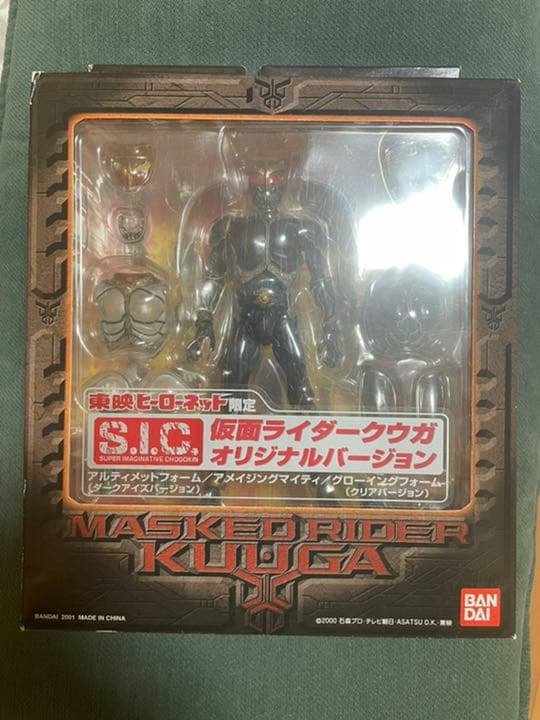 東映ヒーローネット限定
S.I.C.
SUPER IMAGINATIVE CHOGOKIN
仮面ライダークウガ
オリジナルバージョン
アルティメットフォーム/アメイジングマイティ/グローイングフォーム
(ダークアイズバージョン)
(クリアバージョン)
MASKED RIDER
KUUGA
BANDAI 2001 MADE IN CHINA
BAN
DAI
©2000 石森プロ・テレビ朝日・ASATSU D.K.・東映